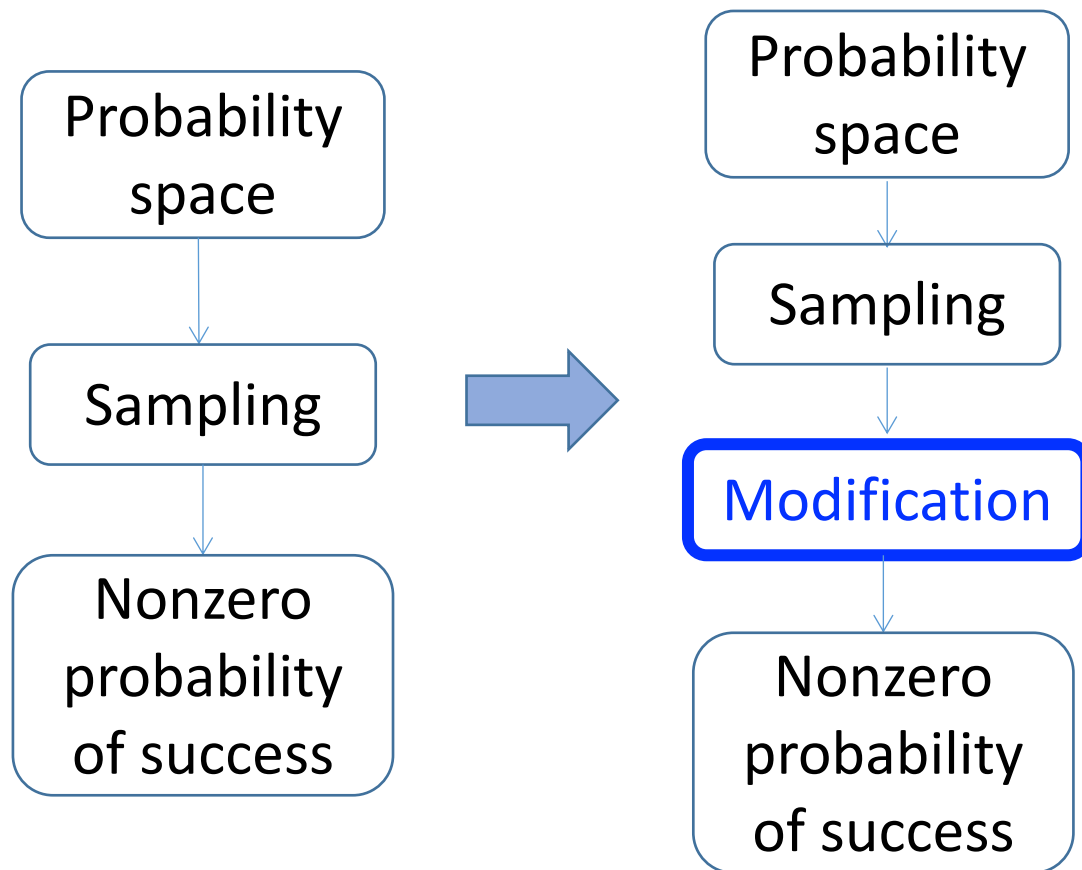 Probability
space
Sampling
Nonzero
probability
of success
Probability
space
Sampling
Modification
Nonzero
probability
of success